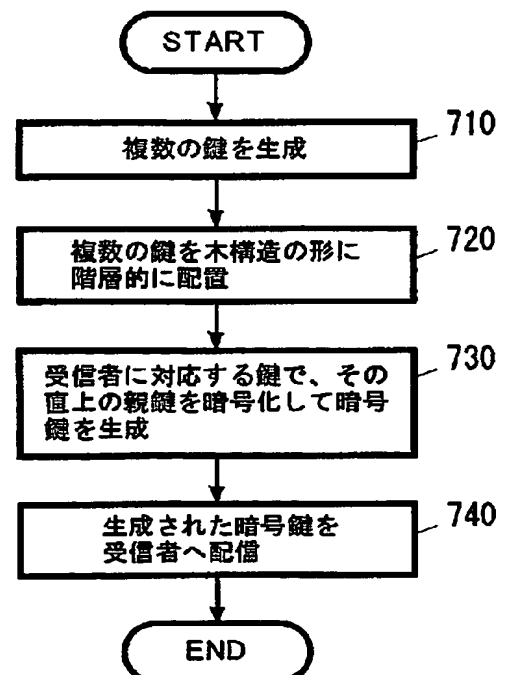 START
複数の鍵を生成
710
複数の鍵を木構造の形に
階層的に配置
720
受信者に対応する鍵で、その
直上の親鍵を暗号化して暗号
鍵を生成
730
生成された暗号鍵を
受信者へ配信
740
END